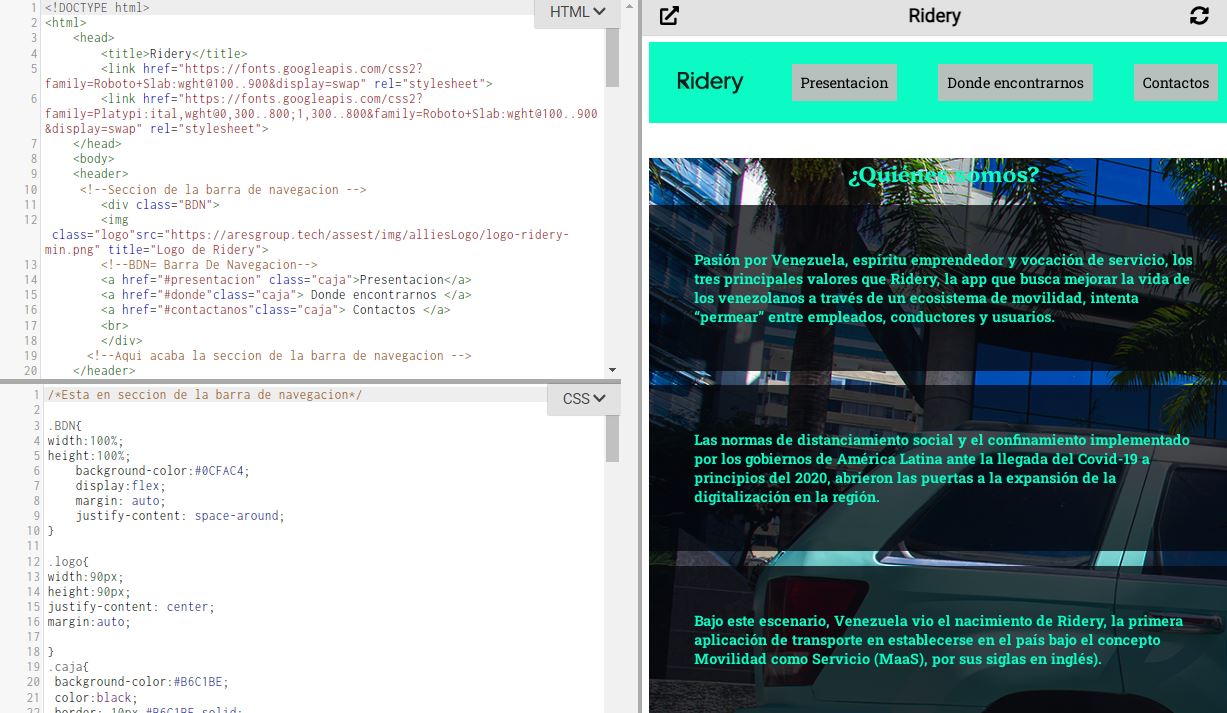 1 <!DOCTYPE html>
2 <html>
3 <head>
4 <title>Ridery</title>
5 <link href="https://fonts.googleapis.com/css2?
family=Roboto+Slab:wght@100..900&display=swap" rel="stylesheet">
6 <link href="https://fonts.googleapis.com/css2?
family=Platypi:ital,wght@0,300..800;1,300..800&family=Roboto+Slab:wght@100..900
&display=swap" rel="stylesheet">
7 </head>
8 <body>
9 <header>
10 <!--Seccion de la barra de navegacion -->
11 <div class="BDN">
12 <img
class="logo"src="https://aresgroup.tech/assest/img/alliesLogo/logo-ridery-
min.png" title="Logo de Ridery">
13 <!--BDN= Barra De Navegacion-->
14 <a href="#presentacion" class="caja">Presentacion</a>
15 <a href="#donde"class="caja"> Donde encontrarnos </a>
16 <a href="#contactanos"class="caja"> Contactos </a>
17 <br>
18 </div>
19 <!--Aqui acaba la seccion de la barra de navegacion -->
20 </header>
HTML
1 /*Esta en seccion de la barra de navegacion*/
2
3 .BDN{
4 width:100%;
5 height:100%;
6 background-color:#0CFAC4;
7 display:flex;
8 margin: auto;
9 justify-content: space-around;
10 }
11
12 .logo{
13 width:90px;
14 height:90px;
15 justify-content: center;
16 margin:auto;
17
18 }
19 .caja{
20 background-color:#B6C1BE;
21 color:black;
22 border: 10px #B6C1BE solid;
CSS
Ridery
Ridery
Presentacion
Donde encontrarnos
Contactos
¿Quiénes somos?
Pasión por Venezuela, espíritu emprendedor y vocación de servicio, los
tres principales valores que Ridery, la app que busca mejorar la vida de
los venezolanos a través de un ecosistema de movilidad, intenta
“permear” entre empleados, conductores y usuarios.
Las normas de distanciamiento social y el confinamiento implementado
por los gobiernos de América Latina ante la llegada del Covid-19 a
principios del 2020, abrieron las puertas a la expansión de la
digitalización en la región.
Bajo este escenario, Venezuela vio el nacimiento de Ridery, la primera
aplicación de transporte en establecerse en el país bajo el concepto
Movilidad como Servicio (MaaS), por sus siglas en inglés).